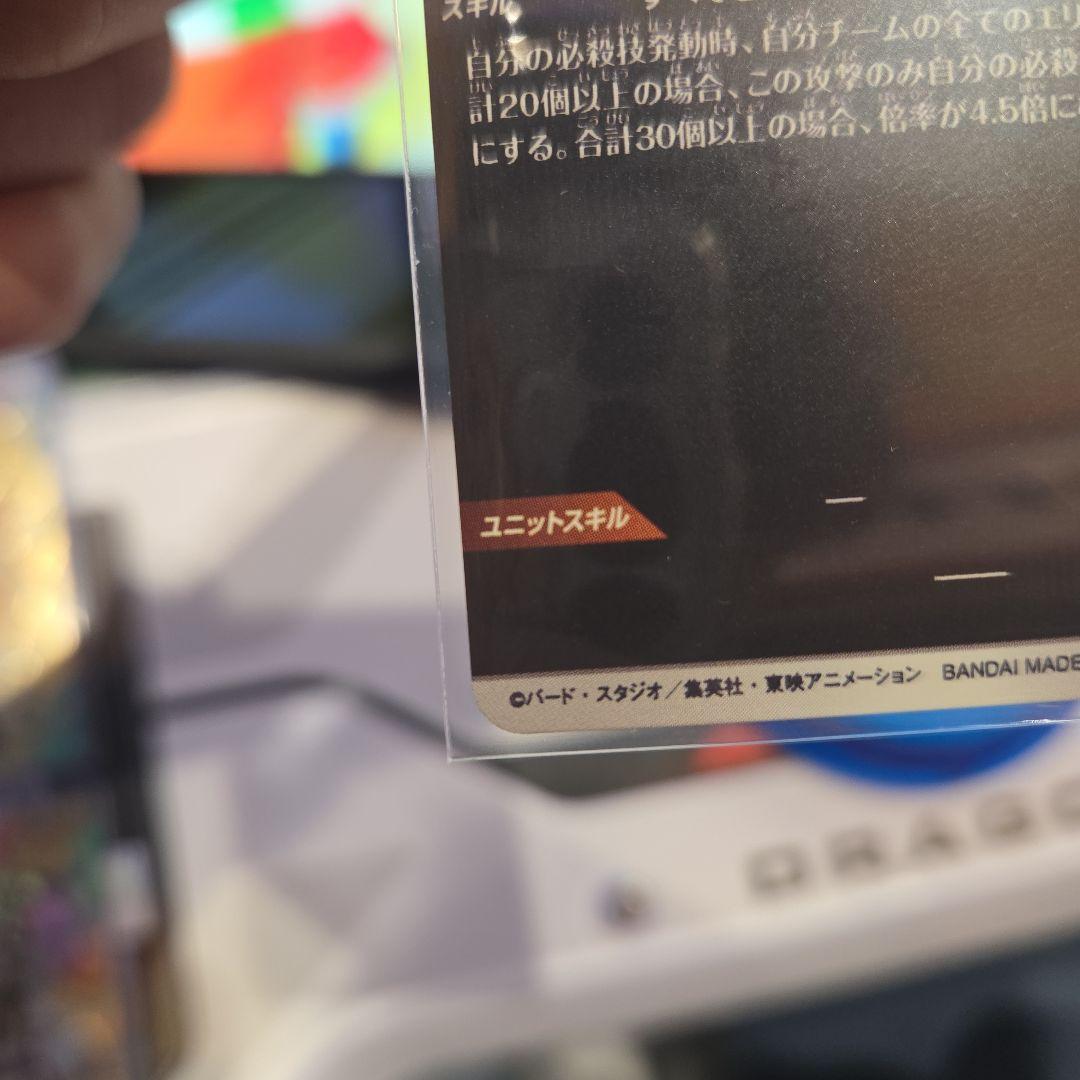 スキル
自分の必殺技発動時、自分チームの全てのエリ
計20個以上の場合、この攻撃のみ自分の必殺
にする。合計30個以上の場合、倍率が4.5倍に
ユニットスキル
©バード・スタジオ／集英社・東映アニメーション BANDAI MADE
DRAGO